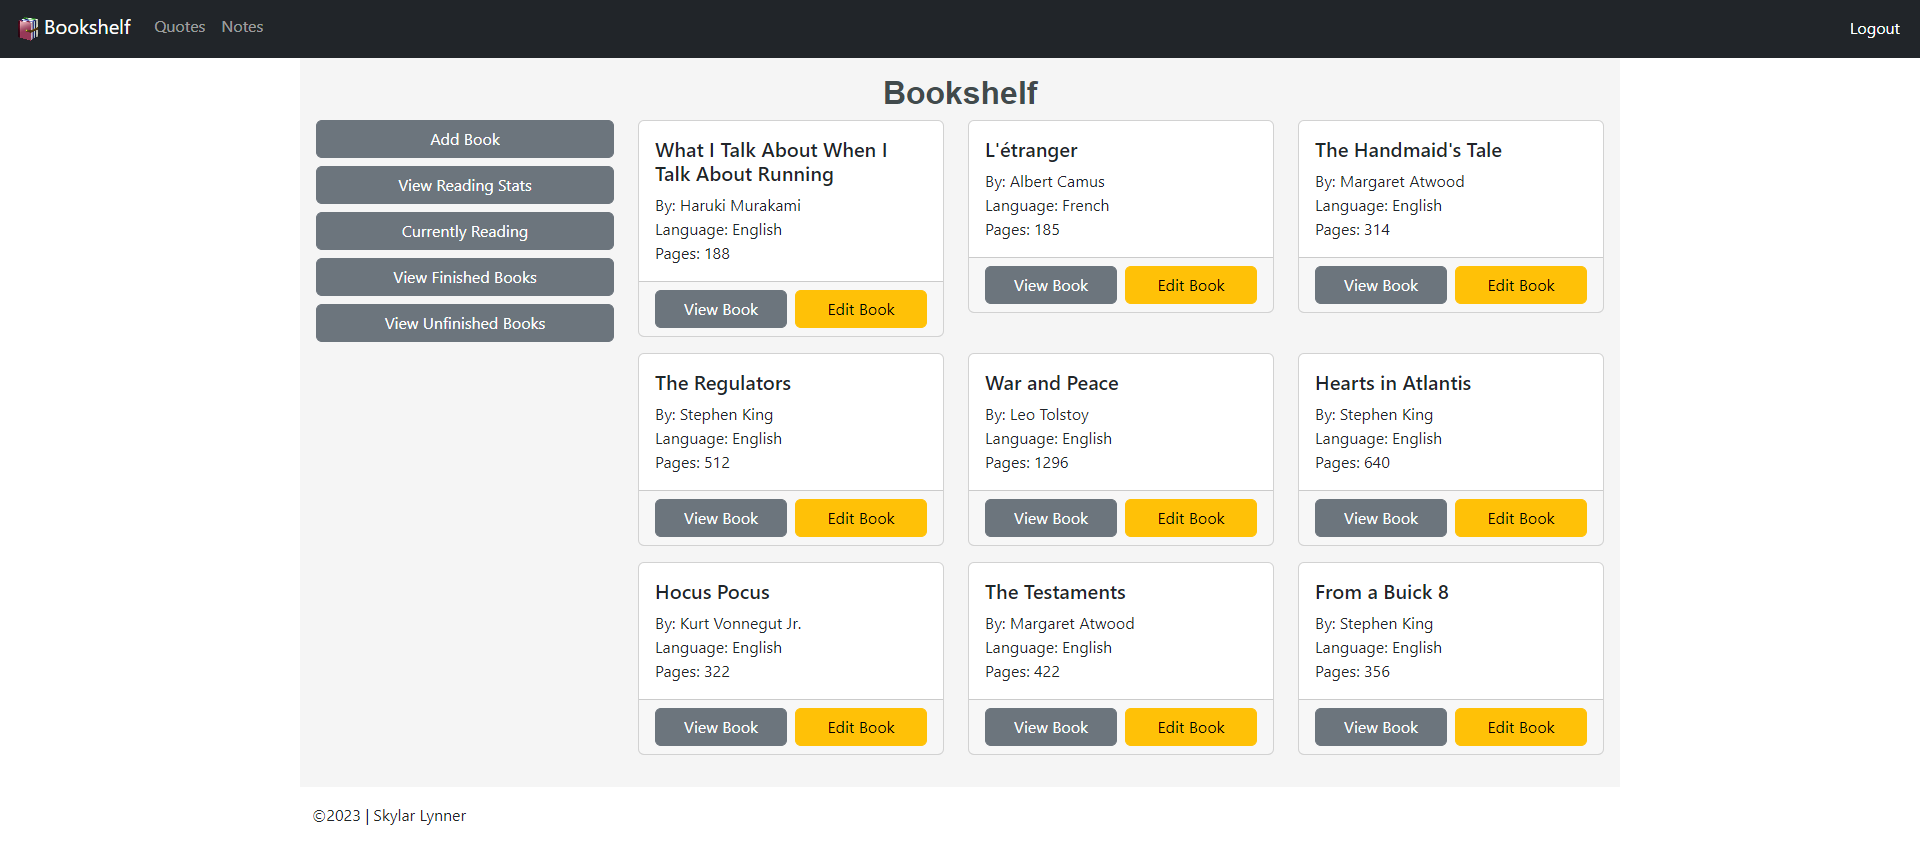 Bookshelf Quotes Notes Logout
Bookshelf
Add Book
View Reading Stats
Currently Reading
View Finished Books
View Unfinished Books
What I Talk About When I
Talk About Running
By: Haruki Murakami
Language: English
Pages: 188
View Book Edit Book
L'étranger
By: Albert Camus
Language: French
Pages: 185
View Book Edit Book
The Handmaid's Tale
By: Margaret Atwood
Language: English
Pages: 314
View Book Edit Book
The Regulators
By: Stephen King
Language: English
Pages: 512
View Book Edit Book
War and Peace
By: Leo Tolstoy
Language: English
Pages: 1296
View Book Edit Book
Hearts in Atlantis
By: Stephen King
Language: English
Pages: 640
View Book Edit Book
Hocus Pocus
By: Kurt Vonnegut Jr.
Language: English
Pages: 322
View Book Edit Book
The Testaments
By: Margaret Atwood
Language: English
Pages: 422
View Book Edit Book
From a Buick 8
By: Stephen King
Language: English
Pages: 356
View Book Edit Book
©2023 | Skylar Lynner